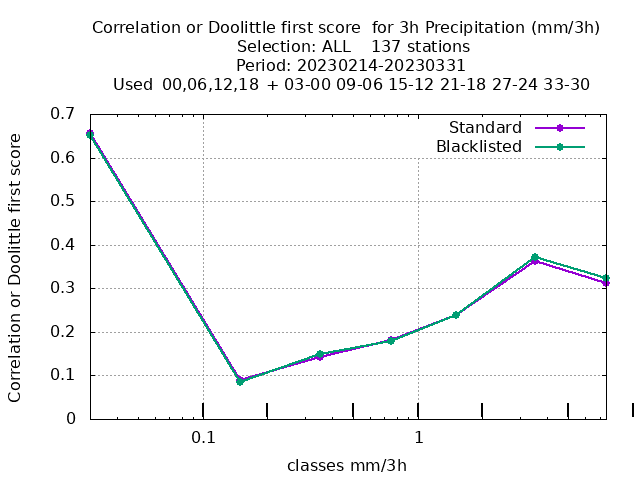 Correlation or Doolittle first score  for 3h Precipitation (mm/3h)
Selection: ALL    137 stations
Period: 20230214-20230331
Used  00,06,12,18  + 03-00 09-06 15-12 21-18 27-24 33-30
Correlation or Doolittle first score
0.7
0.6
0.5
0.4
0.3
0.2
0.1
0
Standard
Blacklisted
0.1
1
classes mm/3h